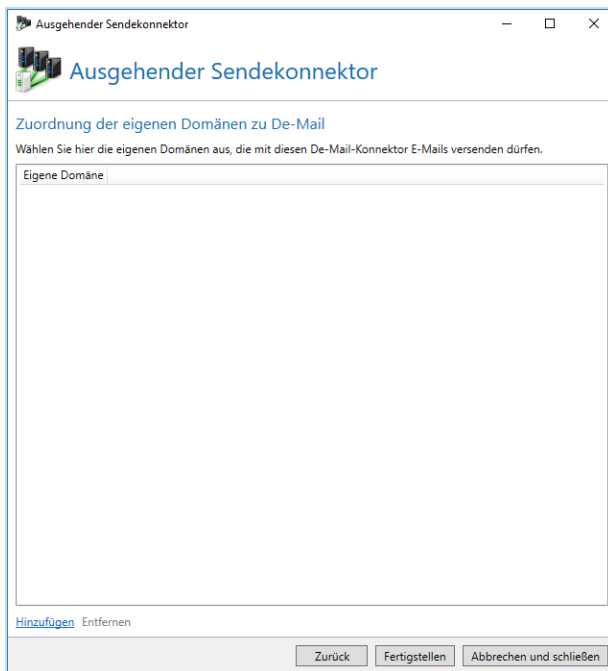 Ausgehender Sendekonnektor
Ausgehender Sendekonnektor
Zuordnung der eigenen Domänen zu De-Mail
Wählen Sie hier die eigenen Domänen aus, die mit diesen De-Mail-Konnektor E-Mails versenden dürfen.
Eigene Domäne
Hinzufügen Entfernen
Zurück Fertigstellen Abbrechen und schließen